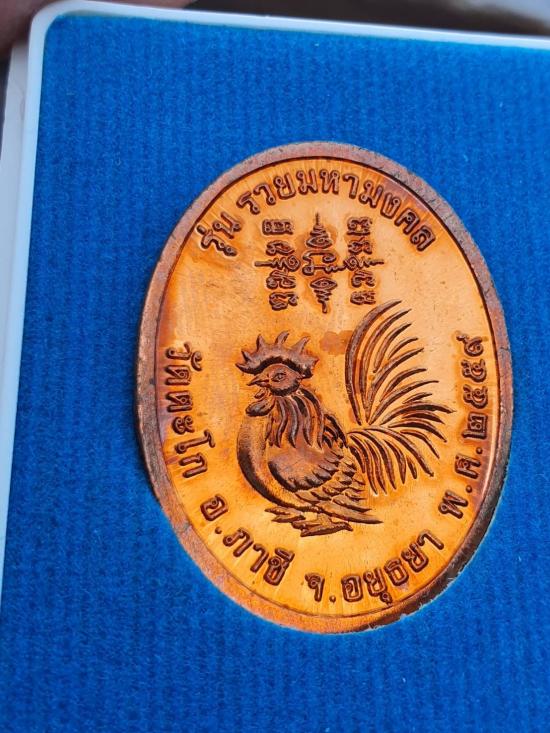 รุ่น รวยมหามงคล
วัดตะโก อ.ภาชี จ.อยุธยา พ.ศ.๒๕๕๙